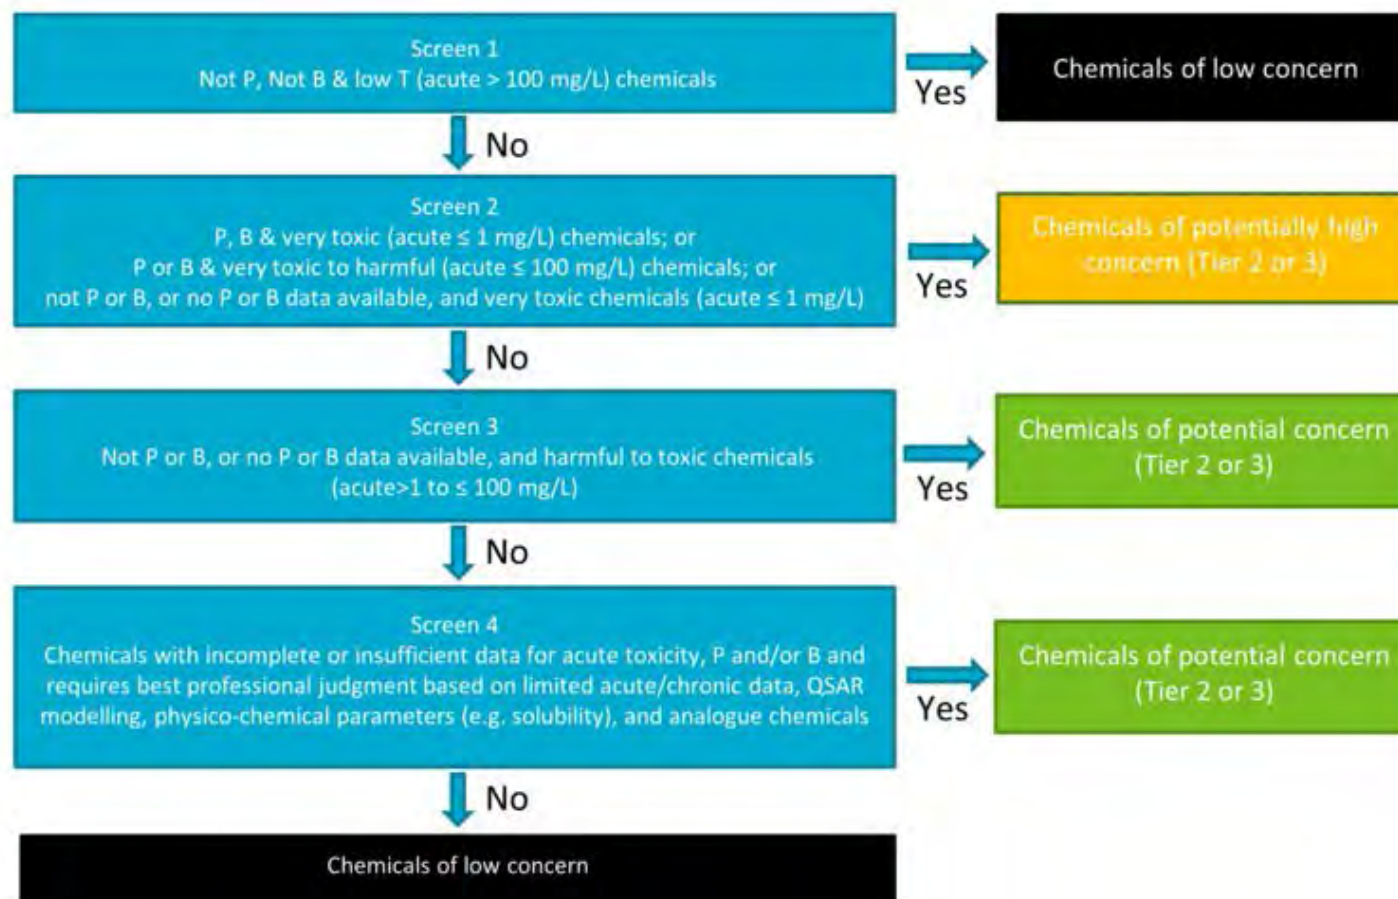 Screen 1
Not P, Not B & low T (acute > 100 mg/L) chemicals
Yes
Chemicals of low concern
No
Screen 2
P, B & very toxic (acute ≤ 1 mg/L) chemicals; or
P or B & very toxic to harmful (acute ≤ 100 mg/L) chemicals; or
not P or B, or no P or B data available, and very toxic chemicals (acute ≤ 1 mg/L)
Yes
Chemicals of potentially high
concern (Tier 2 or 3)
No
Screen 3
Not P or B, or no P or B data available, and harmful to toxic chemicals
(acute>1 to ≤ 100 mg/L)
Yes
Chemicals of potential concern
(Tier 2 or 3)
No
Screen 4
Chemicals with incomplete or insufficient data for acute toxicity, P and/or B and
requires best professional judgment based on limited acute/chronic data, QSAR
modelling, physico-chemical parameters (e.g. solubility), and analogue chemicals
Yes
Chemicals of potential concern
(Tier 2 or 3)
No
Chemicals of low concern